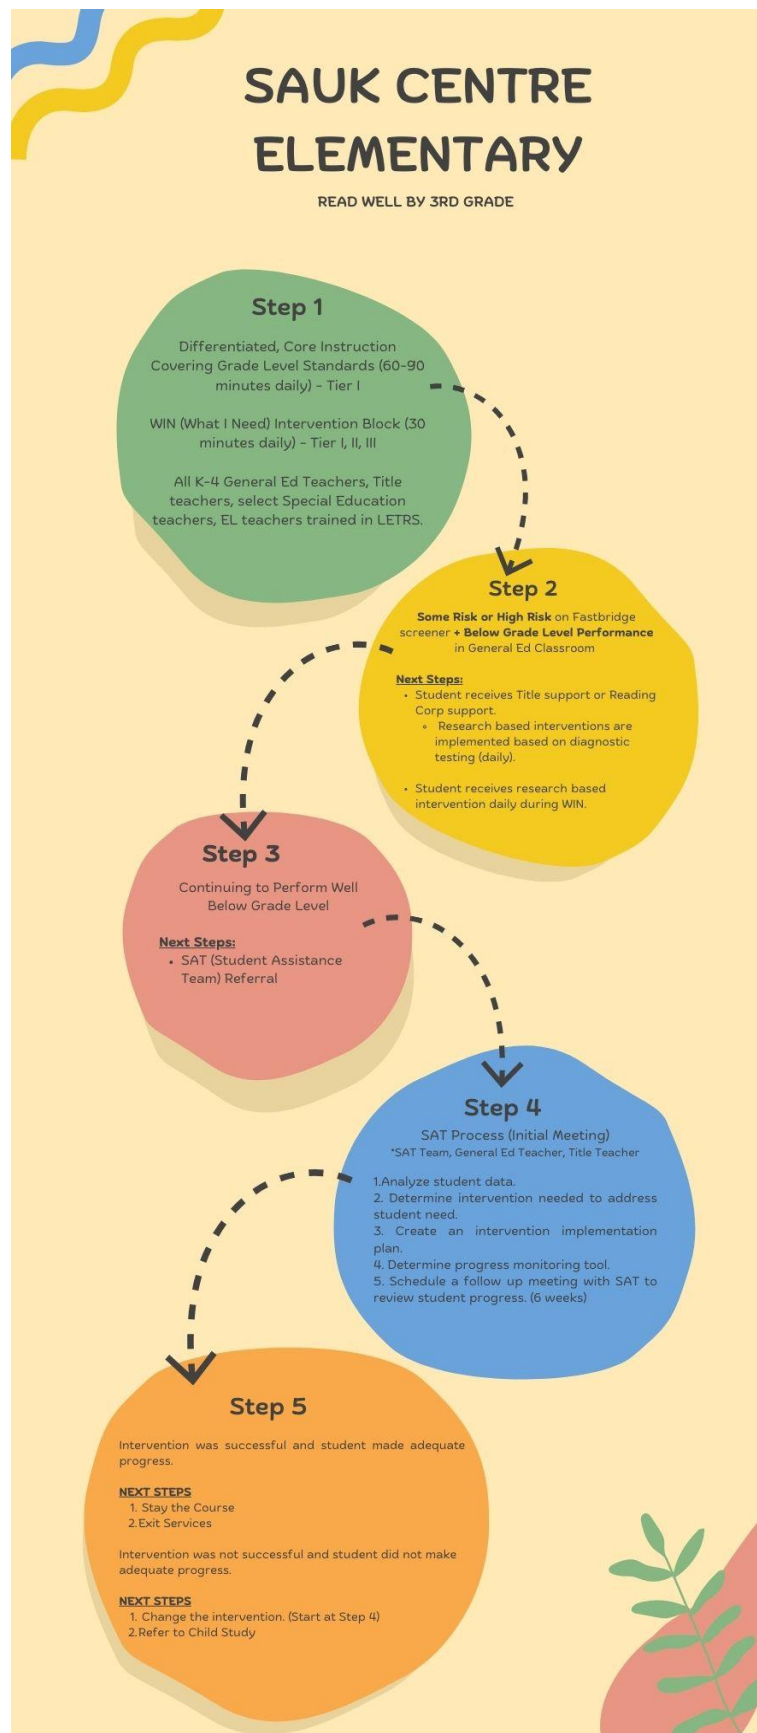 SAUK CENTRE
ELEMENTARY
READ WELL BY 3RD GRADE
Step 1
Differentiated, Core Instruction
Covering Grade Level Standards (60-90
minutes daily) - Tier I
WIN (What I Need) Intervention Block (30
minutes daily) - Tier I, II, III
All K-4 General Ed Teachers, Title
teachers, select Special Education
teachers, EL teachers trained in LETRS.
Step 2
Some Risk or High Risk on Fastbridge
screener + Below Grade Level Performance
in General Ed Classroom
Next Steps:
• Student receives Title support or Reading
Corp support.
◦ Research based interventions are
implemented based on diagnostic
testing (daily).
• Student receives research based
intervention daily during WIN.
Step 3
Continuing to Perform Well
Below Grade Level
Next Steps:
• SAT (Student Assistance
Team) Referral
Step 4
SAT Process (Initial Meeting)
*SAT Team, General Ed Teacher, Title Teacher
1.Analyze student data.
2. Determine intervention needed to address
student need.
3. Create an intervention implementation
plan.
4. Determine progress monitoring tool.
5. Schedule a follow up meeting with SAT to
review student progress. (6 weeks)
Step 5
Intervention was successful and student made adequate
progress.
NEXT STEPS
1. Stay the Course
2.Exit Services
Intervention was not successful and student did not make
adequate progress.
NEXT STEPS
1. Change the intervention. (Start at Step 4)
2.Refer to Child Study